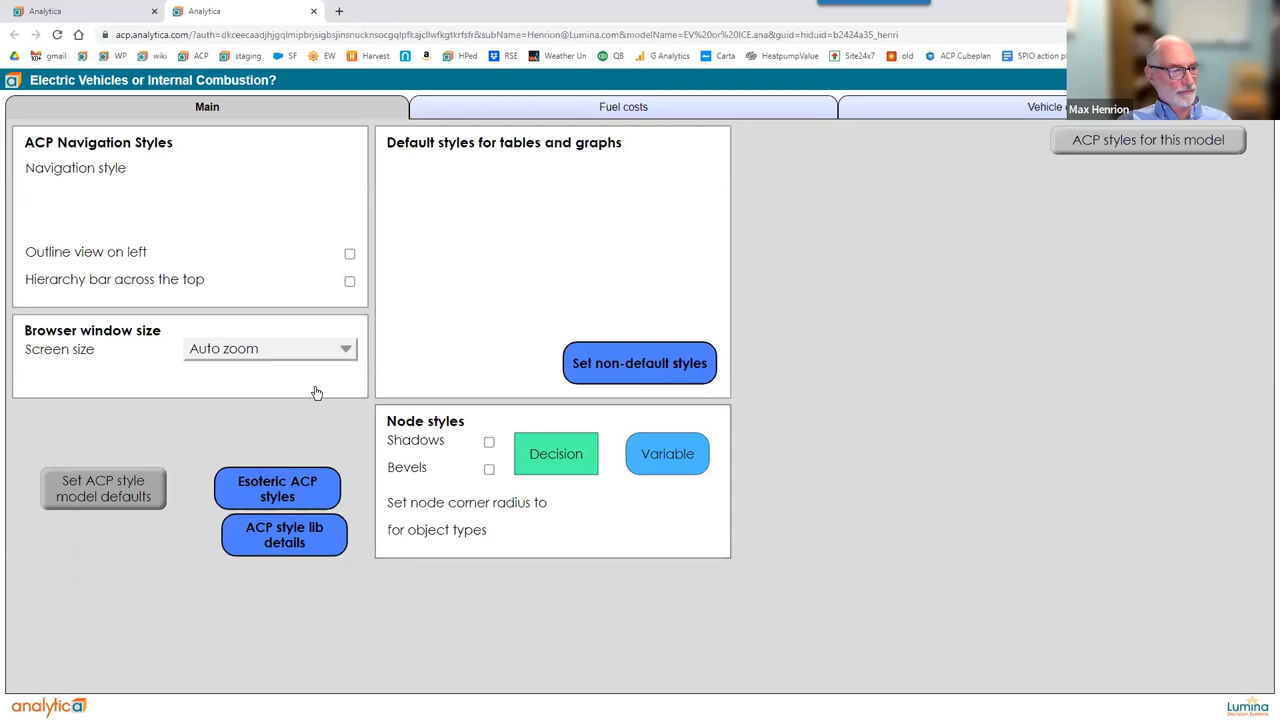 Analytica
Analytica
acp.analytica.com/?auth=dkceecaadjhjgqlmipbrjsigbsjinsnucknsocgqlpfkajcllwfkgtkrfsfr&subName=Henrion@Lumina.com&modelName=EV%20or%20ICE.ana&guid=hiduid=b2424a35_henri
gmail WP wiki ACP staging SF EW Harvest HPed RSE Weather Un QB G Analytics Carta HeatpumpValue Site24x7 old ACP Cubeplan SPIO action pl
Electric Vehicles or Internal Combustion?
Max Henrion
Main
Fuel costs
Vehicle
ACP Navigation Styles
Navigation style
Outline view on left
Hierarchy bar across the top
Browser window size
Screen size
Auto zoom
Set ACP style
model defaults
Esoteric ACP
styles
ACP style lib
details
Default styles for tables and graphs
Set non-default styles
Node styles
Shadows
Bevels
Decision
Variable
Set node corner radius to
for object types
ACP styles for this model
analytica
Lumina
Decision Systems